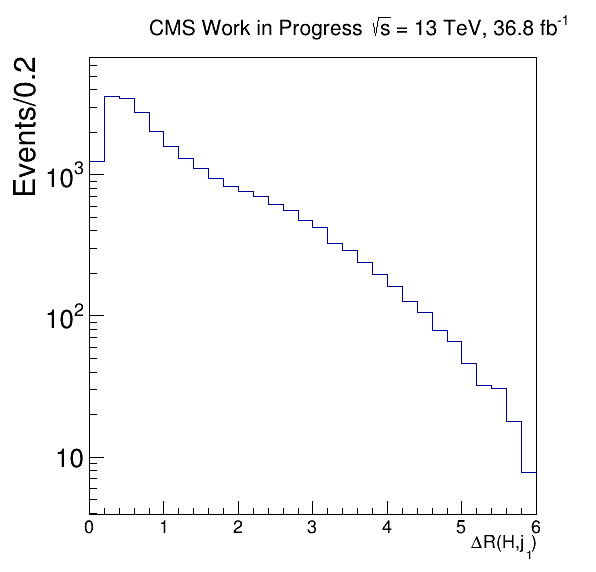 CMS Work in Progress √s = 13 TeV, 36.8 fb⁻¹
Events/0.2
10³
10²
10
0 1 2 3 4 5 6
ΔR(H,j₁)